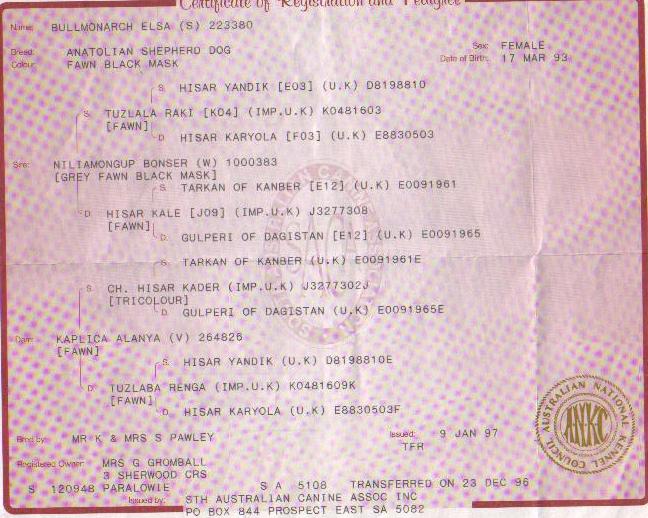 Certificate of Registration and Pedigree
Name: BULLMONARCH ELSA (S) 223380
Breed: ANATOLIAN SHEPHERD DOG Sex: FEMALE
Colour: FAWN BLACK MASK Date of Birth: 17 MAR 93
S. HISAR YANDIK [E03] (U.K) D8198810
S. TUZLALA RAKI [K04] (IMP.U.K) K0481603
[FAWN]
D. HISAR KARYOLA [F03] (U.K) E8830503
Sire: NILIAMONGUP BONSER (W) 1000383
[GREY FAWN BLACK MASK]
S. TARKAN OF KANBER [E12] (U.K) E0091961
D. HISAR KALE [J09] (IMP.U.K) J3277308
[FAWN]
D. GULPERI OF DAGISTAN [E12] (U.K) E0091965
S. TARKAN OF KANBER (U.K) E0091961E
S. CH. HISAR KADER (IMP.U.K) J3277302J
[TRICOLOUR]
D. GULPERI OF DAGISTAN (U.K) E0091965E
Dam: KAPLICA ALANYA (V) 264826
[FAWN]
S. HISAR YANDIK (U.K) D8198810E
D. TUZLABA RENGA (IMP.U.K) K0481609K
[FAWN]
D. HISAR KARYOLA (U.K) E8830503F
AUSTRALIAN NATIONAL KENNEL COUNCIL
ANKC
Bred by: MR K & MRS S PAWLEY Issued: 9 JAN 97
TFR
Registered Owner: MRS G GROMBALL
3 SHERWOOD CRS
S 120948 PARALOWIE S A 5108 TRANSFERRED ON 23 DEC 96
Issued by: STH AUSTRALIAN CANINE ASSOC INC
PO BOX 844 PROSPECT EAST SA 5082